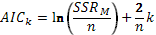 AIC_k = ln(SSR_M/n) + 2/n k